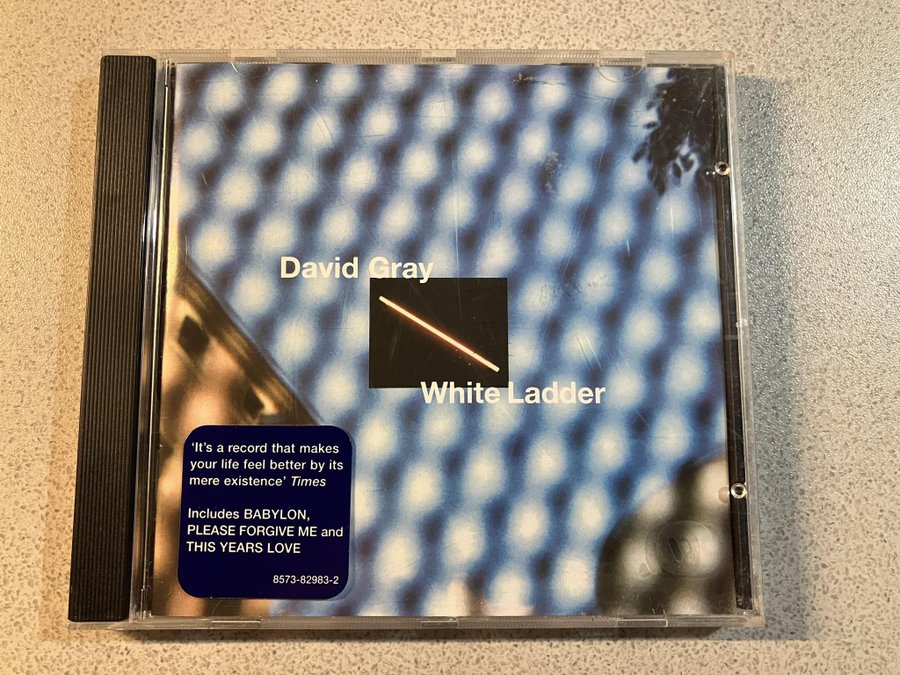 David Gray
White Ladder
‘It's a record that makes
your life feel better by its
mere existence’ Times
Includes BABYLON,
PLEASE FORGIVE ME and
THIS YEARS LOVE
8573-82983-2